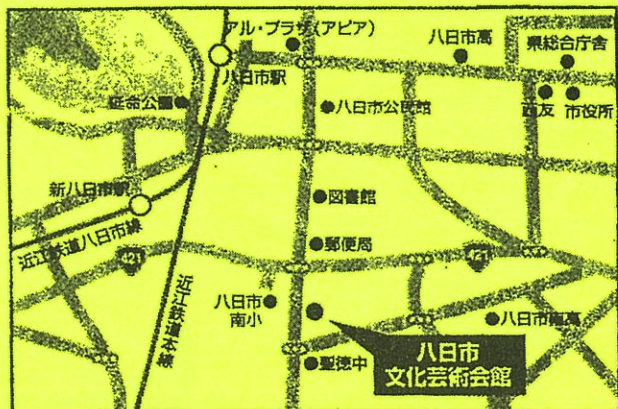 アル・プラザ(アピア)
八日市高
県総合庁舎
八日市駅
延命公園
八日市公民館
西友
市役所
新八日市駅
図書館
近江鉄道八日市線
郵便局
421
421
近江鉄道本線
八日市
南小
八日市南高
聖徳中
八日市
文化芸術会館